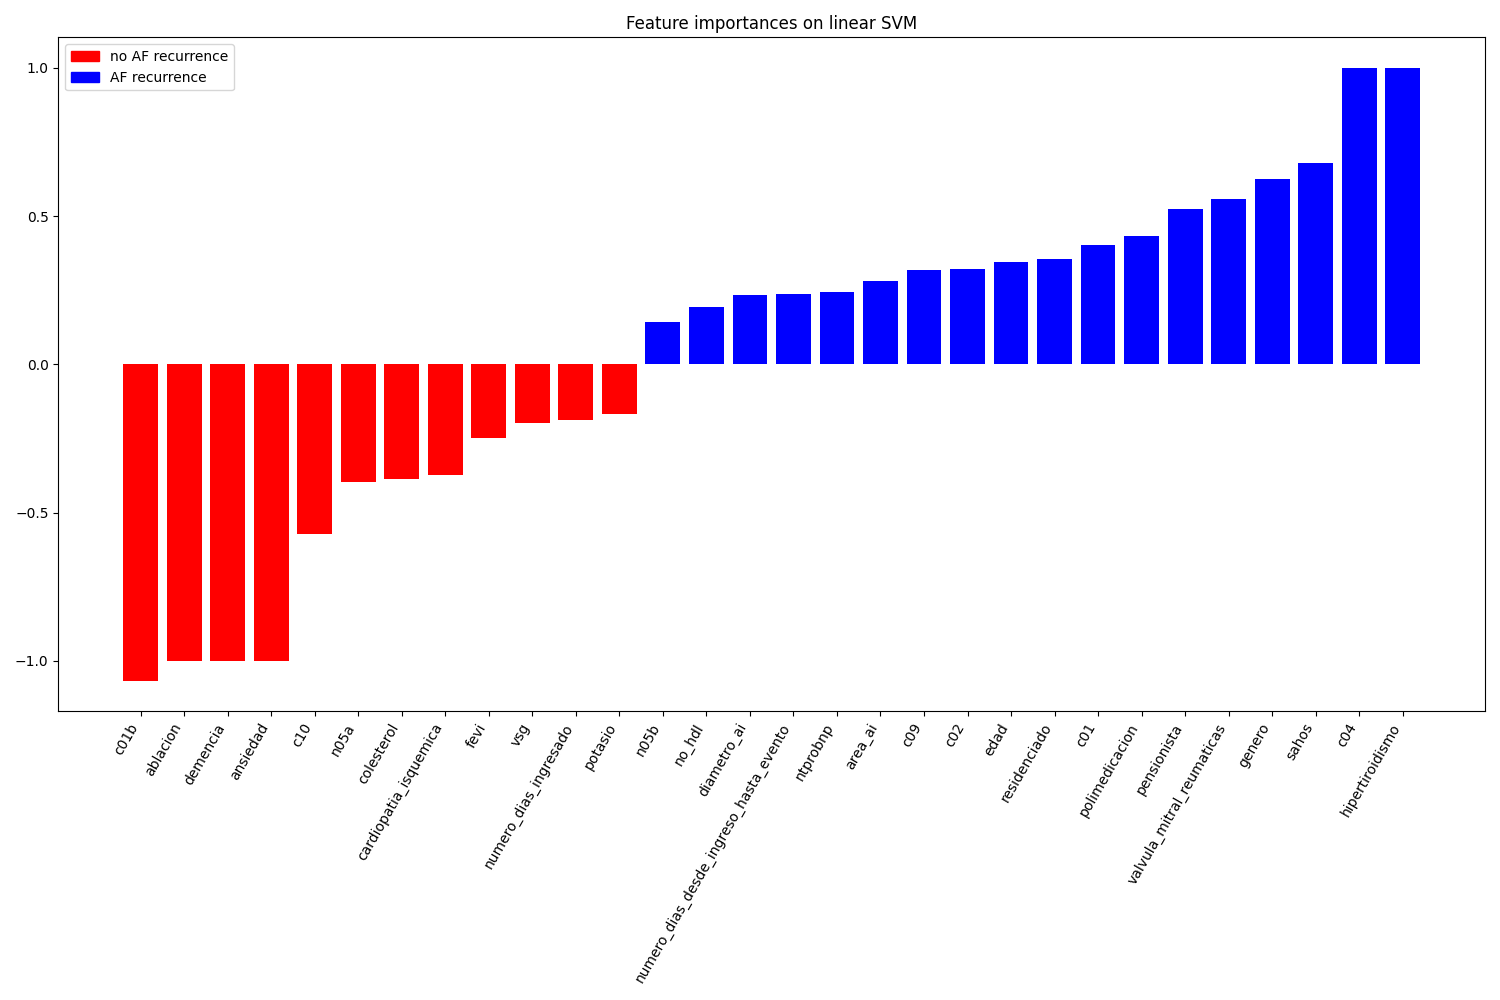 Feature importances on linear SVM
no AF recurrence
AF recurrence
1.0
0.5
0.0
−0.5
−1.0
c01b
ablacion
demencia
ansiedad
c10
n05a
colesterol
cardiopatia_isquemica
fevi
vsg
numero_dias_ingresado
potasio
n05b
no_hdl
diametro_ai
numero_dias_desde_ingreso_hasta_evento
ntprobnp
area_ai
c09
c02
edad
residenciado
c01
polimedicacion
pensionista
valvula_mitral_reumaticas
genero
sahos
c04
hipertiroidismo